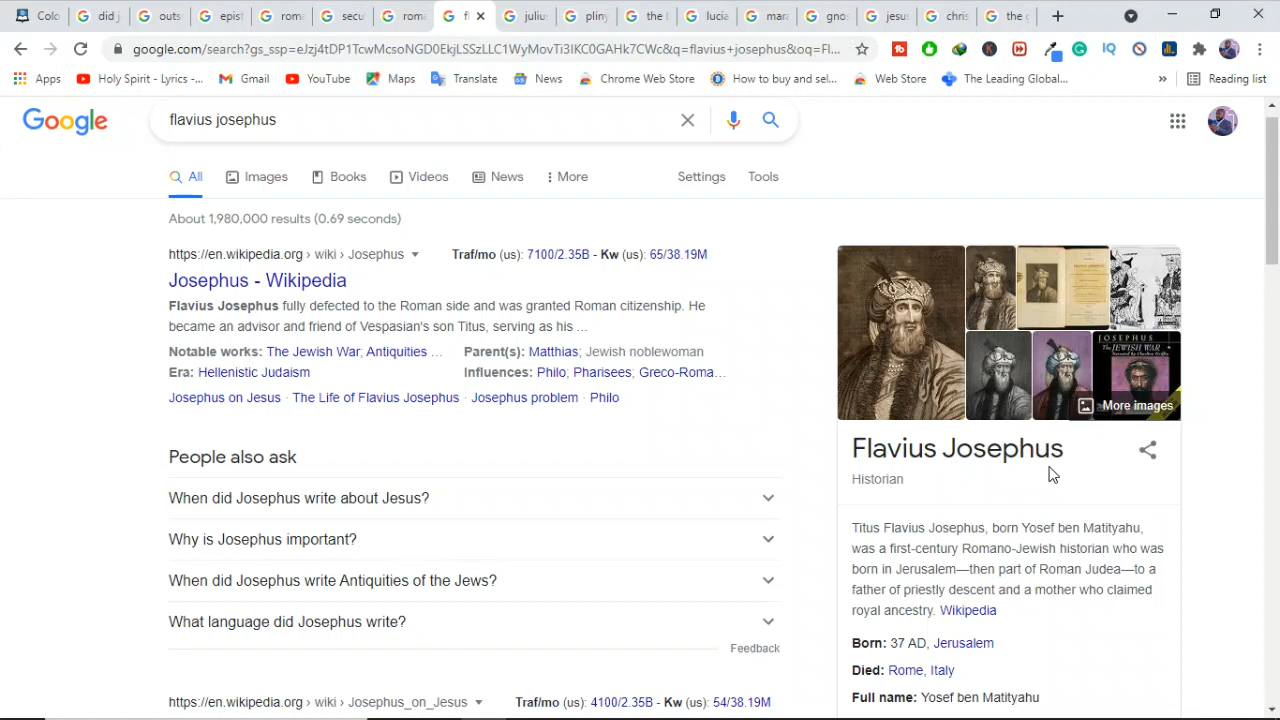 Colo
did j
outs
epist
roma
secu
roma
fl
julius
pliny
the l
lucia
mara
gnos
jesus
chris
the g
google.com/search?gs_ssp=eJzj4tDP1TcwMcsoNGD0EkjLSSzLLC1WyMovTi3IKC0GAHk7CWc&q=flavius+josephus&oq=Fl...
Apps
Holy Spirit - Lyrics -...
Gmail
YouTube
Maps
Translate
News
Chrome Web Store
How to buy and sel...
Web Store
The Leading Global...
»
Reading list
Google
flavius josephus
All
Images
Books
Videos
News
More
Settings
Tools
About 1,980,000 results (0.69 seconds)
https://en.wikipedia.org › wiki › Josephus
Traf/mo (us): 7100/2.35B - Kw (us): 65/38.19M
Josephus - Wikipedia
Flavius Josephus fully defected to the Roman side and was granted Roman citizenship. He
became an advisor and friend of Vespasian's son Titus, serving as his ...
Notable works: The Jewish War, Antiquities ...
Parent(s): Matthias; Jewish noblewoman
Era: Hellenistic Judaism
Influences: Philo; Pharisees; Greco-Roma...
Josephus on Jesus · The Life of Flavius Josephus · Josephus problem · Philo
People also ask
When did Josephus write about Jesus?
Why is Josephus important?
When did Josephus write Antiquities of the Jews?
What language did Josephus write?
Feedback
https://en.wikipedia.org › wiki › Josephus_on_Jesus
Traf/mo (us): 4100/2.35B - Kw (us): 54/38.19M
JOSEPHUS
THE JEWISH WAR
More images
Flavius Josephus
Historian
Titus Flavius Josephus, born Yosef ben Matityahu,
was a first-century Romano-Jewish historian who was
born in Jerusalem—then part of Roman Judea—to a
father of priestly descent and a mother who claimed
royal ancestry. Wikipedia
Born: 37 AD, Jerusalem
Died: Rome, Italy
Full name: Yosef ben Matityahu